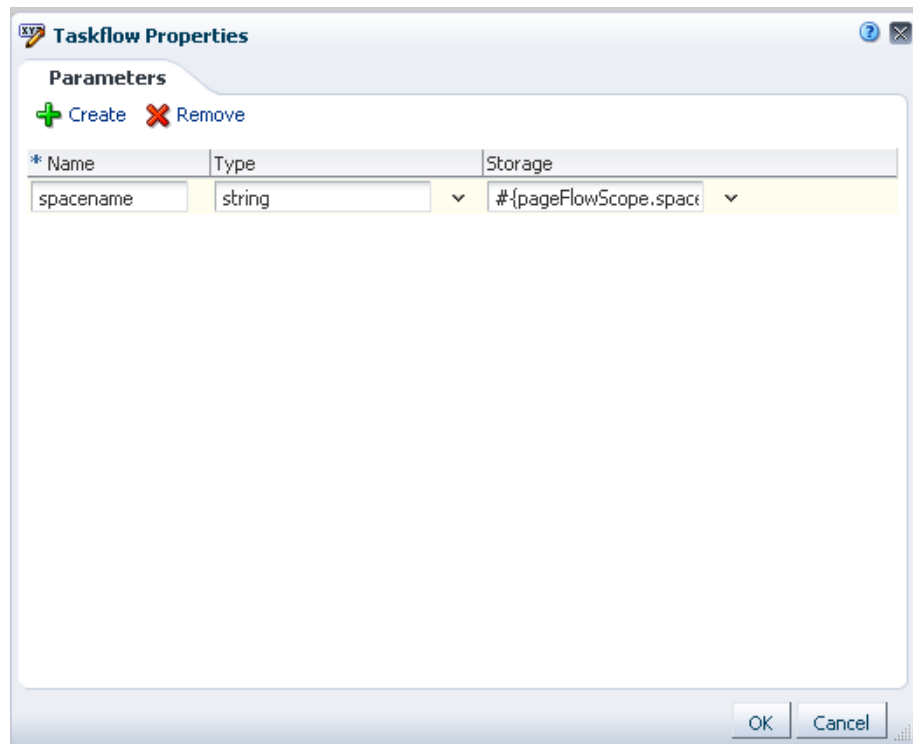 Taskflow Properties
Parameters
Create Remove
* Name Type Storage
spacename string #{pageFlowScope.space
OK Cancel